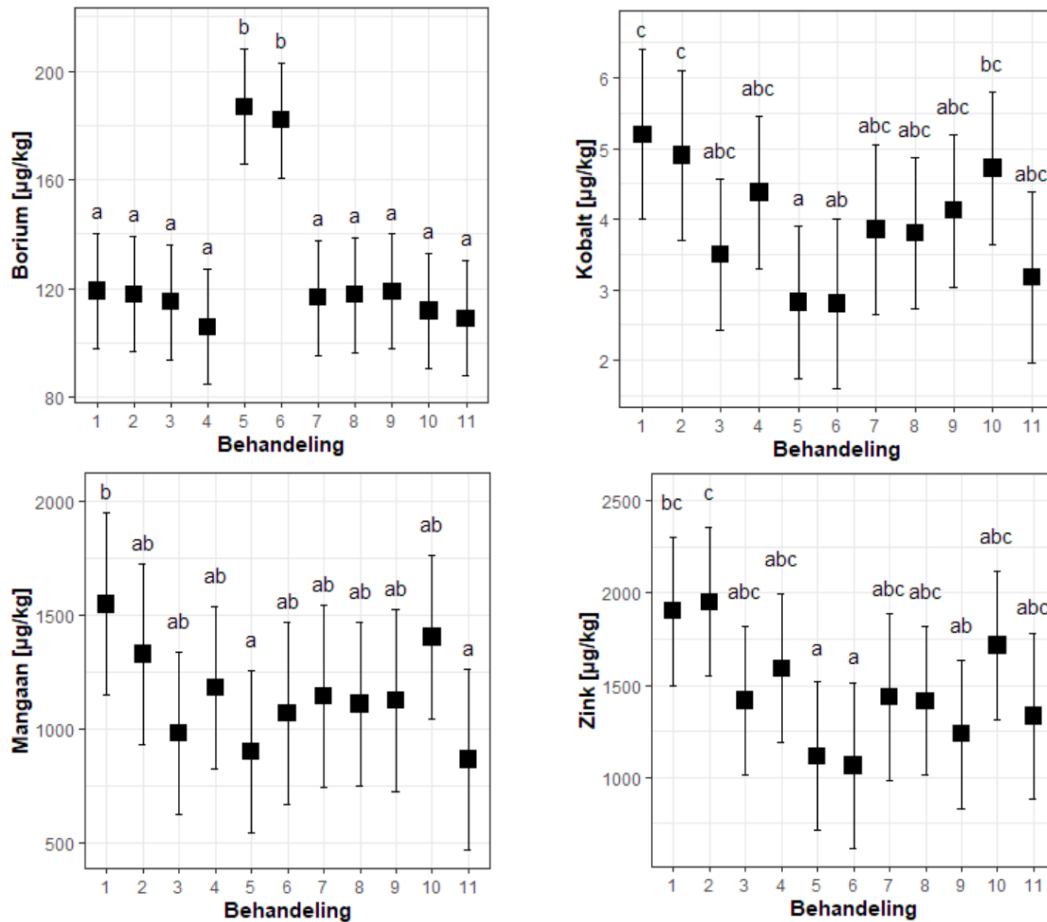 b b
200
160
a a a a a a a a a
120
80
Borium [µg/kg]
1 2 3 4 5 6 7 8 9 10 11
Behandeling
c c abc abc a ab abc abc abc bc abc
6
5
4
3
2
Kobalt [µg/kg]
1 2 3 4 5 6 7 8 9 10 11
Behandeling
b ab ab ab a ab ab ab ab ab a
2000
1500
1000
500
Mangaan [µg/kg]
1 2 3 4 5 6 7 8 9 10 11
Behandeling
bc c abc abc a a abc abc ab abc abc
2500
2000
1500
1000
Zink [µg/kg]
1 2 3 4 5 6 7 8 9 10 11
Behandeling